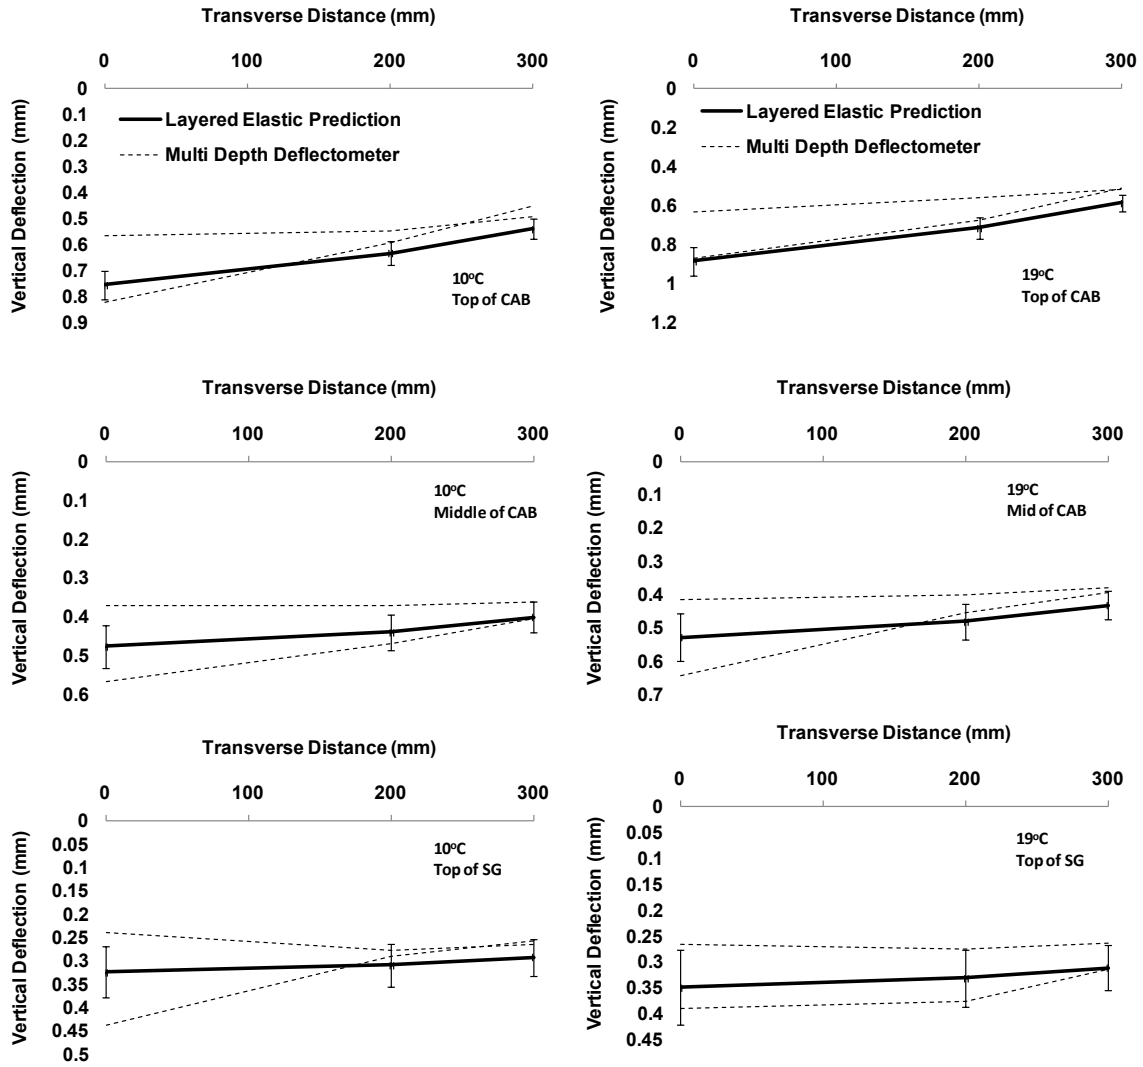 Transverse Distance (mm)
0 100 200 300
Vertical Deflection (mm)
0
0.1
0.2
0.3
0.4
0.5
0.6
0.7
0.8
0.9
Layered Elastic Prediction
Multi Depth Deflectometer
10°C
Top of CAB
Transverse Distance (mm)
0 100 200 300
Vertical Deflection (mm)
0
0.2
0.4
0.6
0.8
1
1.2
Layered Elastic Prediction
Multi Depth Deflectometer
19°C
Top of CAB
Transverse Distance (mm)
0 100 200 300
Vertical Deflection (mm)
0
0.1
0.2
0.3
0.4
0.5
0.6
10°C
Middle of CAB
Transverse Distance (mm)
0 100 200 300
Vertical Deflection (mm)
0
0.1
0.2
0.3
0.4
0.5
0.6
0.7
19°C
Mid of CAB
Transverse Distance (mm)
0 100 200 300
Vertical Deflection (mm)
0
0.05
0.1
0.15
0.2
0.25
0.3
0.35
0.4
0.45
0.5
10°C
Top of SG
Transverse Distance (mm)
0 100 200 300
Vertical Deflection (mm)
0
0.05
0.1
0.15
0.2
0.25
0.3
0.35
0.4
0.45
19°C
Top of SG